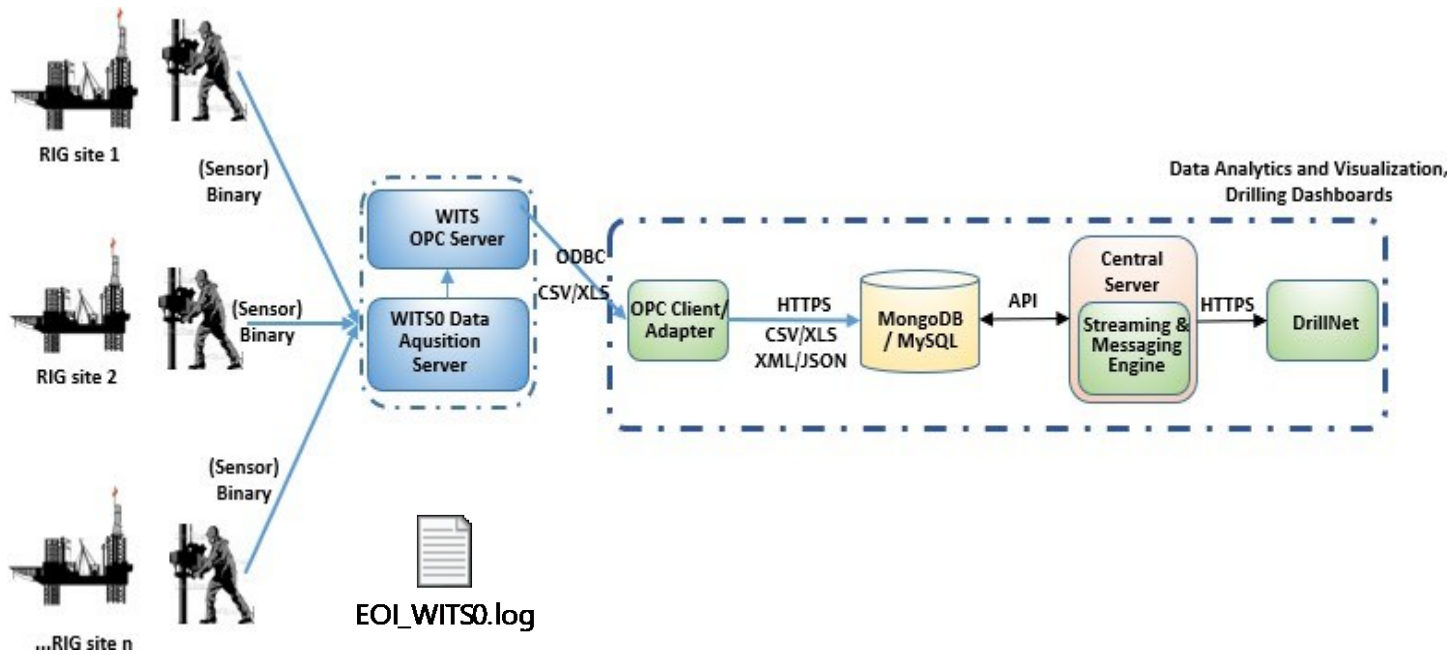 RIG site 1
(Sensor)
Binary
RIG site 2
(Sensor)
Binary
(Sensor)
Binary
...RIG site n
WITS
OPC Server
WITS0 Data
Aqusition
Server
EOI_WITS0.log
ODBC
CSV/XLS
Data Analytics and Visualization,
Drilling Dashboards
OPC Client/
Adapter
HTTPS
CSV/XLS
XML/JSON
MongoDB
/ MySQL
API
Central
Server
Streaming &
Messaging
Engine
HTTPS
DrillNet